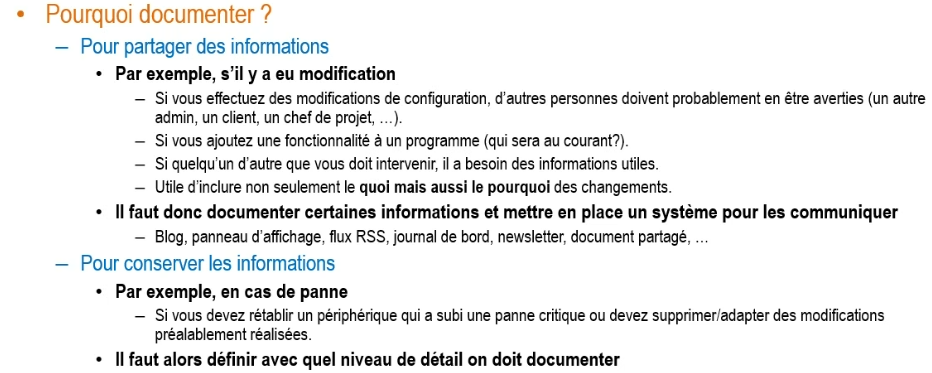 • Pourquoi documenter ?
– Pour partager des informations
• Par exemple, s'il y a eu modification
– Si vous effectuez des modifications de configuration, d'autres personnes doivent probablement en être averties (un autre
admin, un client, un chef de projet, …).
– Si vous ajoutez une fonctionnalité à un programme (qui sera au courant?).
– Si quelqu'un d'autre que vous doit intervenir, il a besoin des informations utiles.
– Utile d'inclure non seulement le quoi mais aussi le pourquoi des changements.
• Il faut donc documenter certaines informations et mettre en place un système pour les communiquer
– Blog, panneau d'affichage, flux RSS, journal de bord, newsletter, document partagé, …
– Pour conserver les informations
• Par exemple, en cas de panne
– Si vous devez rétablir un périphérique qui a subi une panne critique ou devez supprimer/adapter des modifications
préalablement réalisées.
• Il faut alors définir avec quel niveau de détail on doit documenter